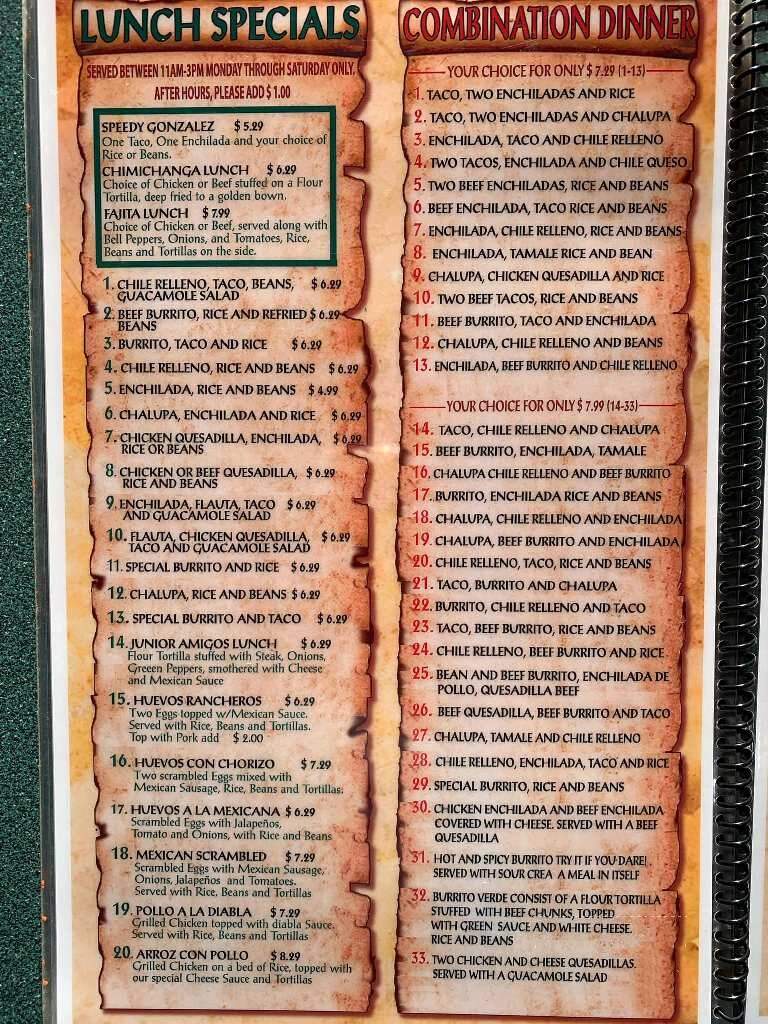 LUNCH SPECIALS
SERVED BETWEEN 11AM-3PM MONDAY THROUGH SATURDAY ONLY.
AFTER HOURS, PLEASE ADD $ 1.00
SPEEDY GONZALEZ $ 5.29
One Taco, One Enchilada and your choice of
Rice or Beans.
CHIMICHANGA LUNCH $ 6.29
Choice of Chicken or Beef stuffed on a Flour
Tortilla, deep fried to a golden bown.
FAJITA LUNCH $ 7.99
Choice of Chicken or Beef, served along with
Bell Peppers, Onions, and Tomatoes, Rice,
Beans and Tortillas on the side.
1. CHILE RELLENO, TACO, BEANS, $ 6.29
GUACAMOLE SALAD
2. BEEF BURRITO, RICE AND REFRIED $ 6.29
BEANS
3. BURRITO, TACO AND RICE $ 6.29
4. CHILE RELLENO, RICE AND BEANS $ 6.29
5. ENCHILADA, RICE AND BEANS $ 4.99
6. CHALUPA, ENCHILADA AND RICE $ 6.29
7. CHICKEN QUESADILLA, ENCHILADA, $ 6.29
RICE OR BEANS
8. CHICKEN OR BEEF QUESADILLA, $ 6.29
RICE AND BEANS
9. ENCHILADA, FLAUTA, TACO $ 6.29
AND GUACAMOLE SALAD
10. FLAUTA, CHICKEN QUESADILLA, $ 6.29
TACO AND GUACAMOLE SALAD
11. SPECIAL BURRITO AND RICE $ 6.29
12. CHALUPA, RICE AND BEANS $ 6.29
13. SPECIAL BURRITO AND TACO $ 6.29
14. JUNIOR AMIGOS LUNCH $ 6.29
Flour Tortilla stuffed with Steak, Onions,
Greeen Peppers, smothered with Cheese
and Mexican Sauce
15. HUEVOS RANCHEROS $ 6.29
Two Eggs topped w/Mexican Sauce.
Served with Rice, Beans and Tortillas.
Top with Pork add $ 2.00
16. HUEVOS CON CHORIZO $ 7.29
Two scrambled Eggs mixed with
Mexican Sausage, Rice, Beans and Tortillas.
17. HUEVOS A LA MEXICANA $ 6.29
Scrambled Eggs with Jalapeños,
Tomato and Onions, with Rice and Beans
18. MEXICAN SCRAMBLED $ 7.29
Scrambled Eggs with Mexican Sausage,
Onions, Jalapeños and Tomatoes.
Served with Rice, Beans and Tortillas
19. POLLO A LA DIABLA $ 7.29
Grilled Chicken topped with diabla Sauce.
Served with Rice, Beans and Tortillas
20. ARROZ CON POLLO $ 8.29
Grilled Chicken on a bed of Rice, topped with
our special Cheese Sauce and Tortillas
COMBINATION DINNER
YOUR CHOICE FOR ONLY $ 7.29 (1-13)
1. TACO, TWO ENCHILADAS AND RICE
2. TACO, TWO ENCHILADAS AND CHALUPA
3. ENCHILADA, TACO AND CHILE RELLENO
4. TWO TACOS, ENCHILADA AND CHILE QUESO
5. TWO BEEF ENCHILADAS, RICE AND BEANS
6. BEEF ENCHILADA, TACO RICE AND BEANS
7. ENCHILADA, CHILE RELLENO, RICE AND BEANS
8. ENCHILADA, TAMALE RICE AND BEAN
9. CHALUPA, CHICKEN QUESADILLA AND RICE
10. TWO BEEF TACOS, RICE AND BEANS
11. BEEF BURRITO, TACO AND ENCHILADA
12. CHALUPA, CHILE RELLENO AND BEANS
13. ENCHILADA, BEEF BURRITO AND CHILE RELLENO
YOUR CHOICE FOR ONLY $ 7.99 (14-33)
14. TACO, CHILE RELLENO AND CHALUPA
15. BEEF BURRITO, ENCHILADA, TAMALE
16. CHALUPA CHILE RELLENO AND BEEF BURRITO
17. BURRITO, ENCHILADA RICE AND BEANS
18. CHALUPA, CHILE RELLENO AND ENCHILADA
19. CHALUPA, BEEF BURRITO AND ENCHILADA
20. CHILE RELLENO, TACO, RICE AND BEANS
21. TACO, BURRITO AND CHALUPA
22. BURRITO, CHILE RELLENO AND TACO
23. TACO, BEEF BURRITO, RICE AND BEANS
24. CHILE RELLENO, BEEF BURRITO AND RICE
25. BEAN AND BEEF BURRITO, ENCHILADA DE
POLLO, QUESADILLA BEEF
26. BEEF QUESADILLA, BEEF BURRITO AND TACO
27. CHALUPA, TAMALE AND CHILE RELLENO
28. CHILE RELLENO, ENCHILADA, TACO AND RICE
29. SPECIAL BURRITO, RICE AND BEANS
30. CHICKEN ENCHILADA AND BEEF ENCHILADA
COVERED WITH CHEESE. SERVED WITH A BEEF
QUESADILLA
31. HOT AND SPICY BURRITO TRY IT IF YOU DARE!.
SERVED WITH SOUR CREA A MEAL IN ITSELF
32. BURRITO VERDE CONSIST OF A FLOUR TORTILLA
STUFFED WITH BEEF CHUNKS, TOPPED
WITH GREEN SAUCE AND WHITE CHEESE.
RICE AND BEANS
33. TWO CHICKEN AND CHEESE QUESADILLAS.
SERVED WITH A GUACAMOLE SALAD